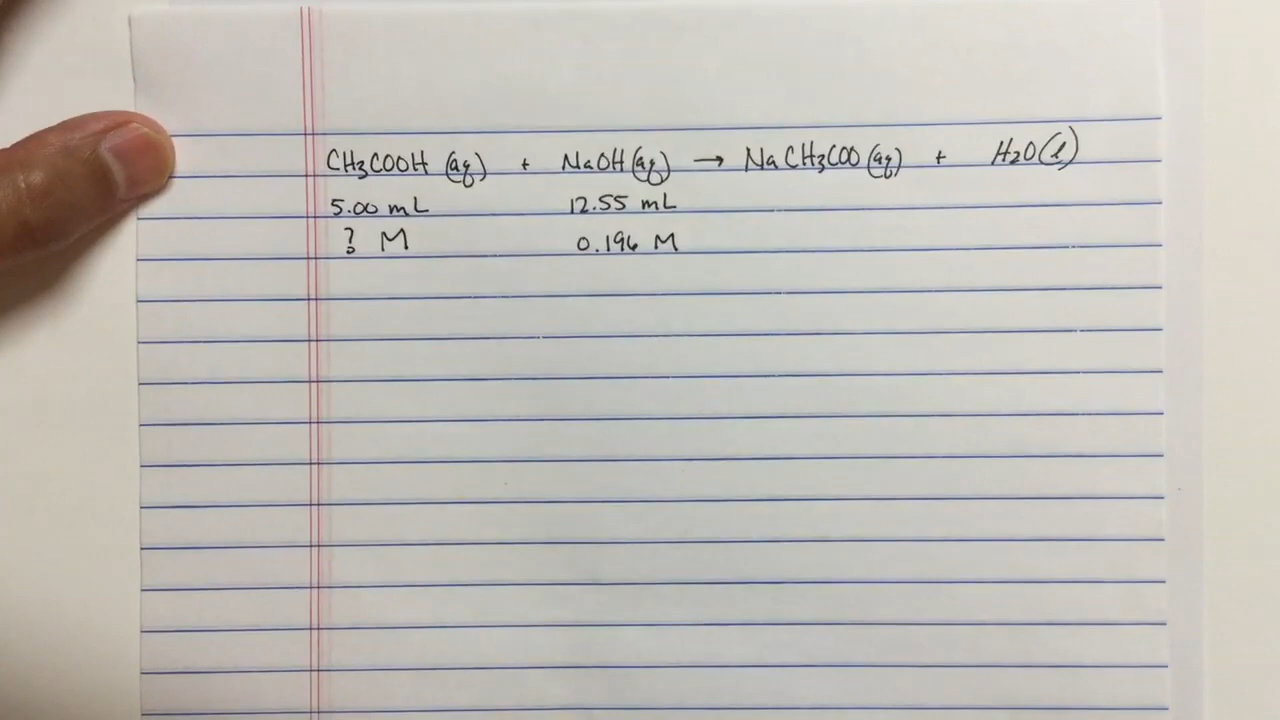 CH3COOH (aq) + NaOH (aq) → NaCH3COO (aq) + H2O (l)
5.00 mL 12.55 mL
? M 0.196 M